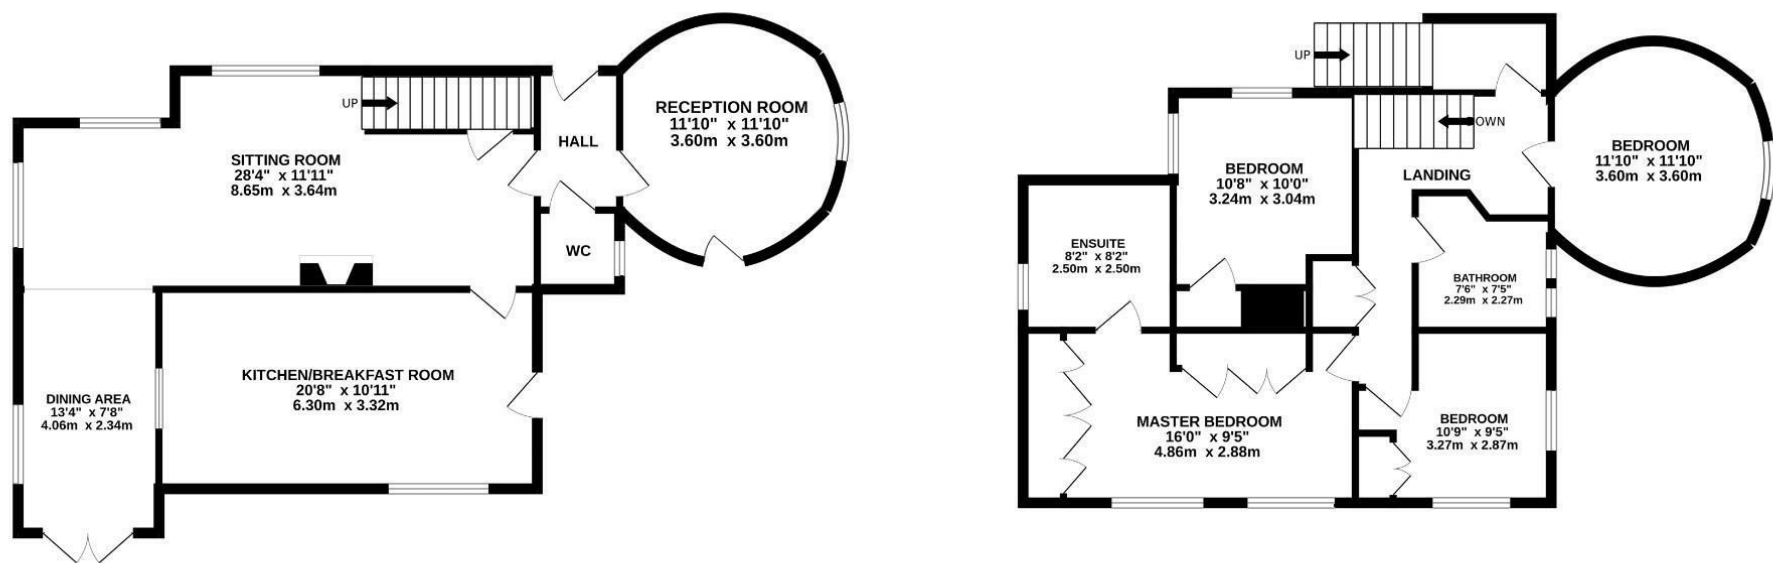 RECEPTION ROOM
11'10" x 11'10"
3.60m x 3.60m
UP
HALL
SITTING ROOM
28'4" x 11'11"
8.65m x 3.64m
WC
KITCHEN/BREAKFAST ROOM
20'8" x 10'11"
6.30m x 3.32m
DINING AREA
13'4" x 7'8"
4.06m x 2.34m
UP
DOWN
BEDROOM
11'10" x 11'10"
3.60m x 3.60m
BEDROOM
10'8" x 10'0"
3.24m x 3.04m
LANDING
ENSUITE
8'2" x 8'2"
2.50m x 2.50m
BATHROOM
7'6" x 7'5"
2.29m x 2.27m
MASTER BEDROOM
16'0" x 9'5"
4.86m x 2.88m
BEDROOM
10'9" x 9'5"
3.27m x 2.87m